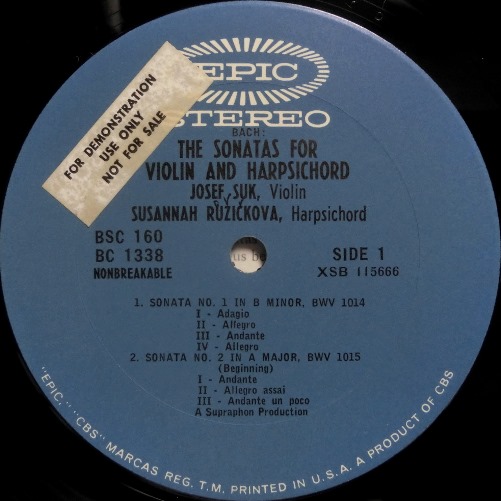 EPIC
STEREO
FOR DEMONSTRATION
USE ONLY
NOT FOR SALE
BACH:
THE SONATAS FOR
VIOLIN AND HARPSICHORD
JOSEF SUK, Violin
SUSANNAH RŮŽIČKOVA, Harpsichord
BSC 160
BC 1338
NONBREAKABLE
SIDE 1
XSB 115666
1. SONATA NO. 1 IN B MINOR, BWV 1014
I - Adagio
II - Allegro
III - Andante
IV - Allegro
2. SONATA NO. 2 IN A MAJOR, BWV 1015
(Beginning)
I - Andante
II - Allegro assai
III - Andante un poco
A Supraphon Production
"EPIC," "CBS" MARCAS REG. T.M. PRINTED IN U.S.A. A PRODUCT OF CBS